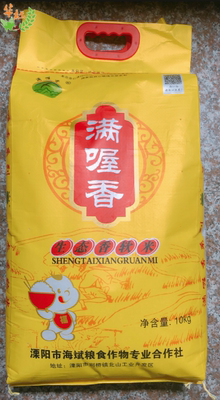 满
喔
香
生态香软米
SHENGTAIXIANGRUANMI
净含量: 10kg
溧阳市海斌粮食作物专业合作社